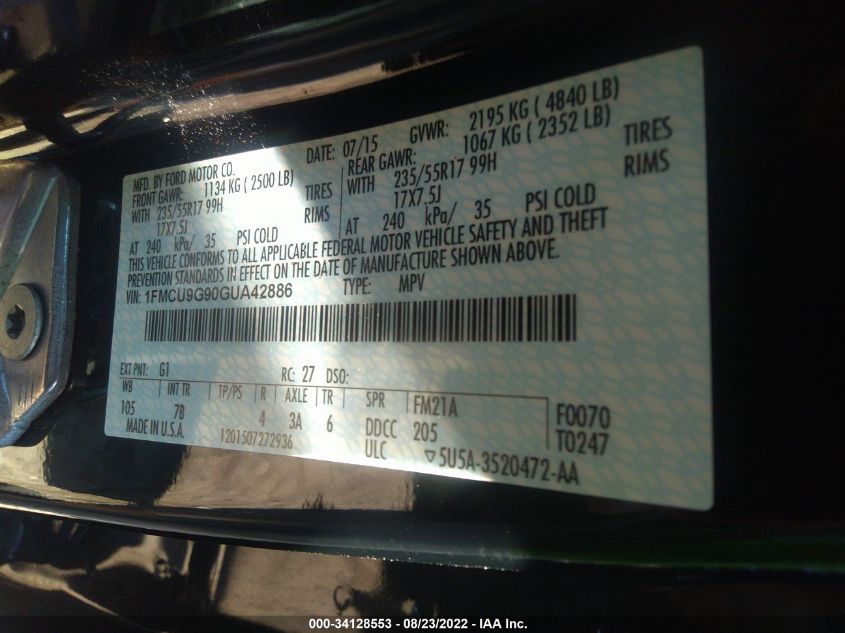 MFD. BY FORD MOTOR CO.
DATE: 07/15 GVWR: 2195 KG ( 4840 LB)
FRONT GAWR: 1134 KG ( 2500 LB) REAR GAWR: 1067 KG ( 2352 LB)
WITH 235/55R17 99H TIRES WITH 235/55R17 99H TIRES
17X7.5J RIMS 17X7.5J RIMS
AT 240 kPa/ 35 PSI COLD AT 240 kPa/ 35 PSI COLD
THIS VEHICLE CONFORMS TO ALL APPLICABLE FEDERAL MOTOR VEHICLE SAFETY AND THEFT
PREVENTION STANDARDS IN EFFECT ON THE DATE OF MANUFACTURE SHOWN ABOVE.
VIN: 1FMCU9G90GUA42886 TYPE: MPV
EXT PNT: G1 RC: 27 DSO:
WB INT TR TP/PS R AXLE TR SPR FM21A F0070
105 7B 4 3A 6 DDCC 205 T0247
MADE IN U.S.A. 1201507272936 ULC ▽5U5A-3520472-AA
000-34128553 - 08/23/2022 - IAA Inc.